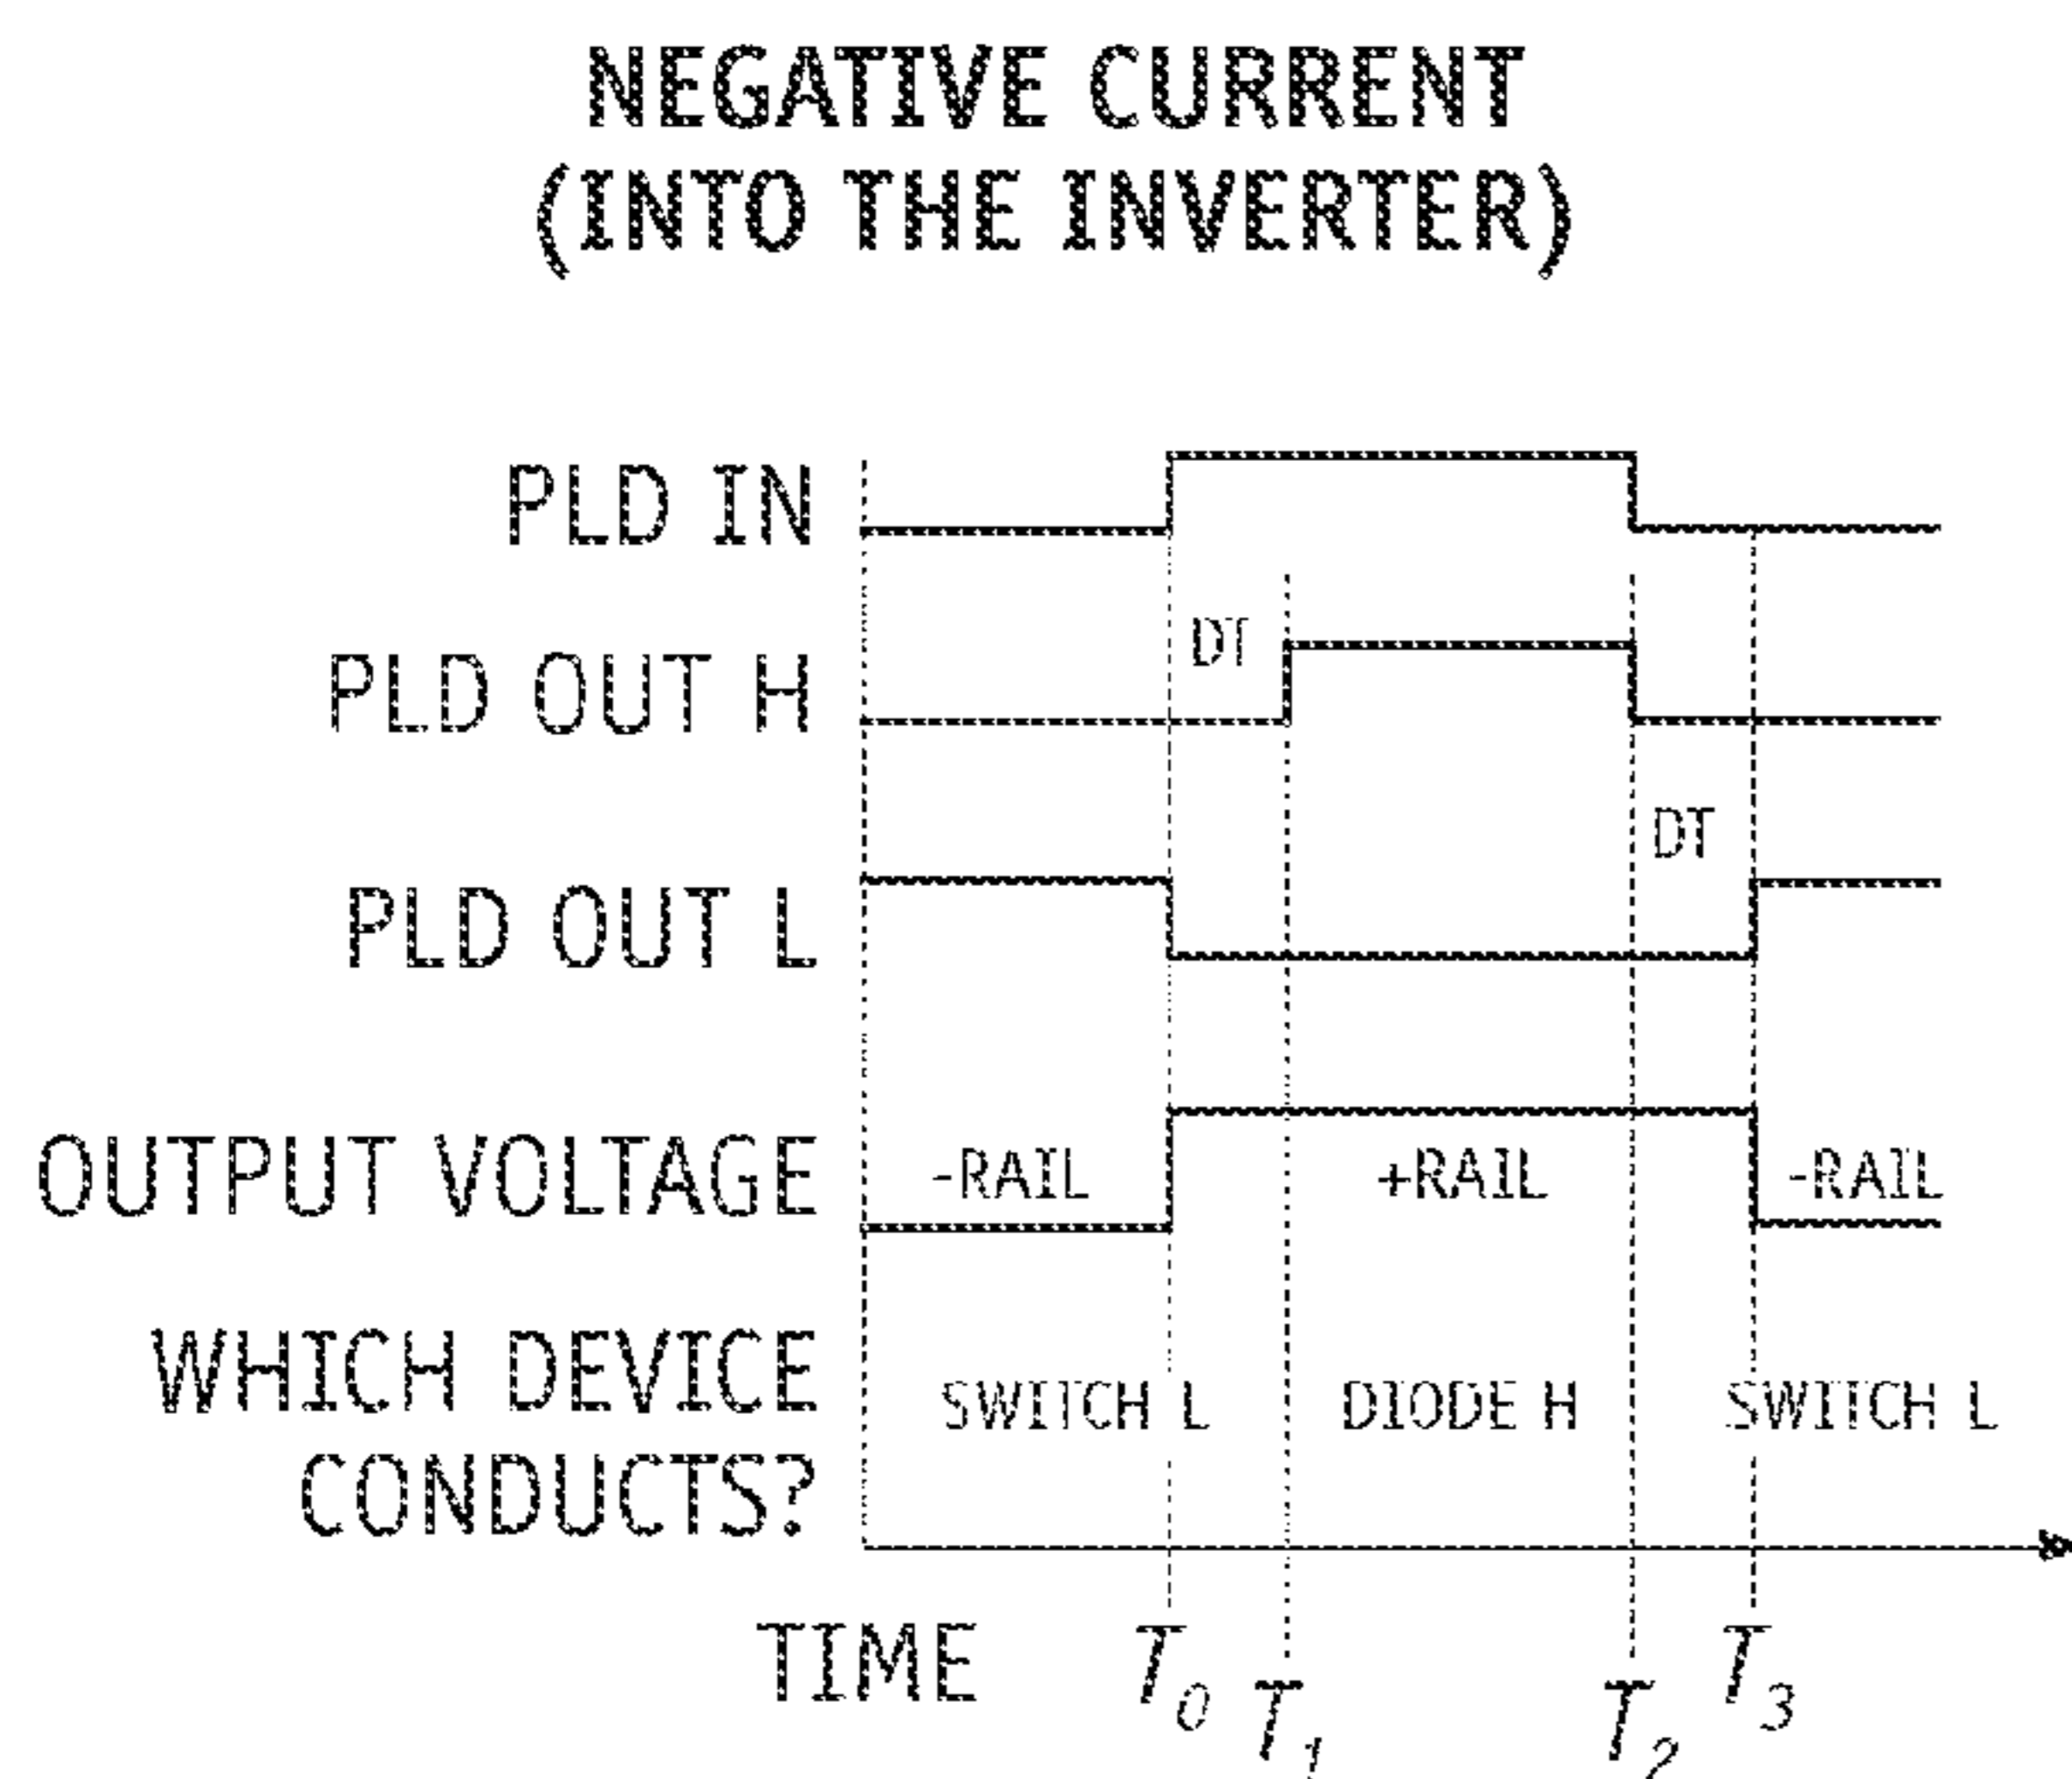 NEGATIVE CURRENT
(INTO THE INVERTER)
PLD IN
DT
PLD OUT H
DT
PLD OUT L
OUTPUT VOLTAGE
-RAIL
+RAIL
-RAIL
WHICH DEVICE
CONDUCTS?
SWITCH L
DIODE H
SWITCH L
TIME
T0
T1
T2
T3